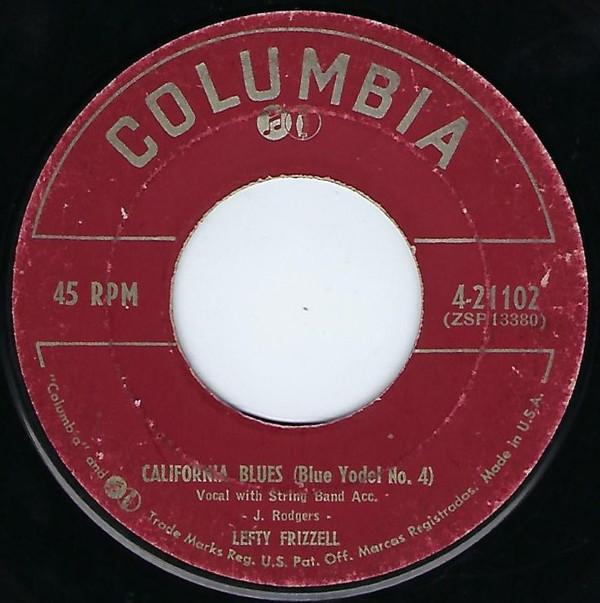 COLUMBIA
45 RPM
4-21102
(ZSP 13380)
CALIFORNIA BLUES (Blue Yodel No. 4)
Vocal with String Band Acc.
- J. Rodgers -
LEFTY FRIZZELL
"Columbia" and Trade Marks Reg. U.S. Pat. Off. Marcas Registradas. Made in U.S.A.